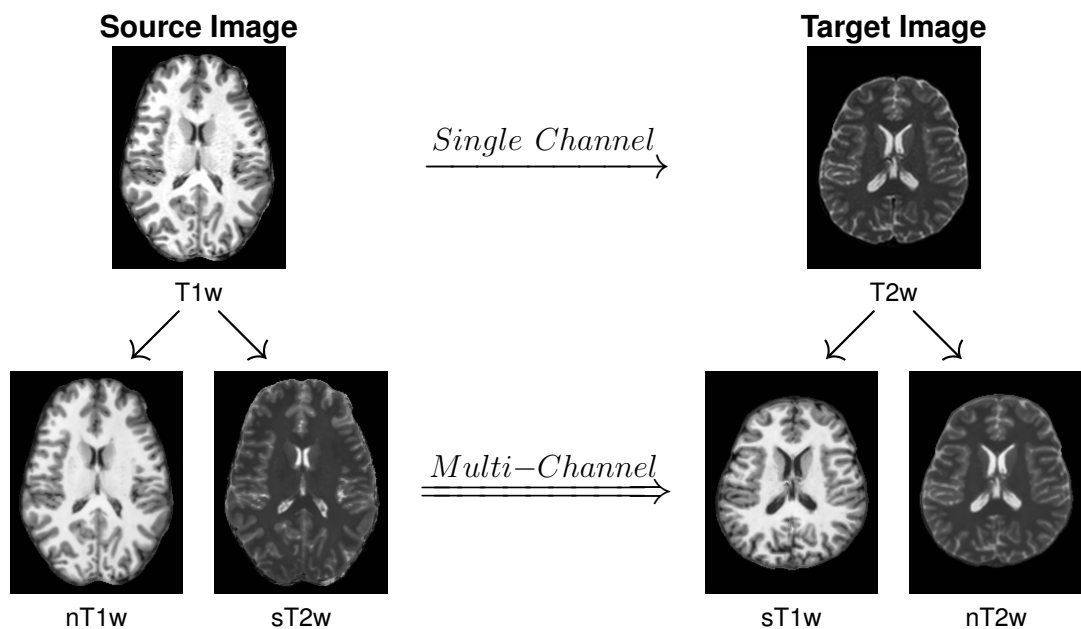 Source Image
Target Image
Single Channel
T1w
T2w
Multi−Channel
nT1w
sT2w
sT1w
nT2w